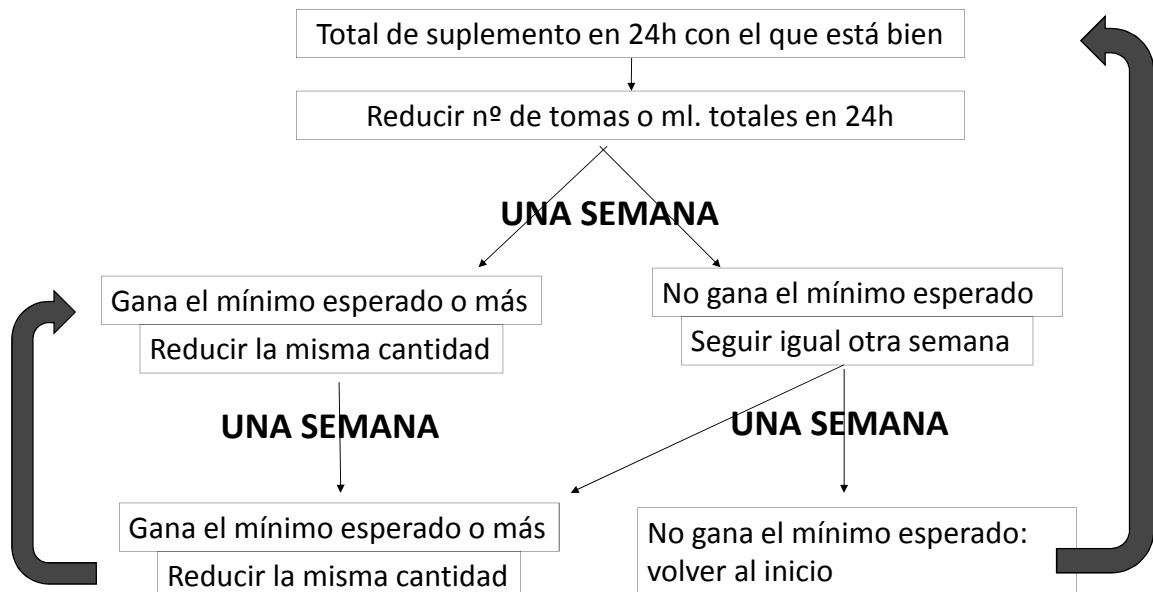 Total de suplemento en 24h con el que está bien
Reducir nº de tomas o ml. totales en 24h
UNA SEMANA
Gana el mínimo esperado o más
Reducir la misma cantidad
No gana el mínimo esperado
Seguir igual otra semana
UNA SEMANA
UNA SEMANA
Gana el mínimo esperado o más
Reducir la misma cantidad
No gana el mínimo esperado:
volver al inicio